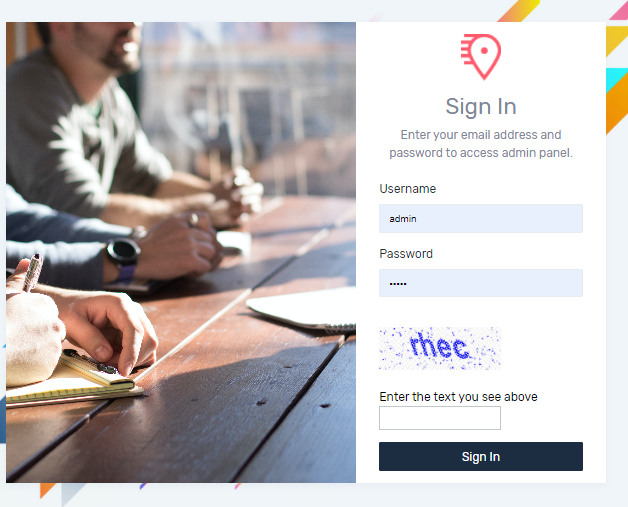 Sign In
Enter your email address and
password to access admin panel.
Username
admin
Password
•••••
rhec
Enter the text you see above
Sign In